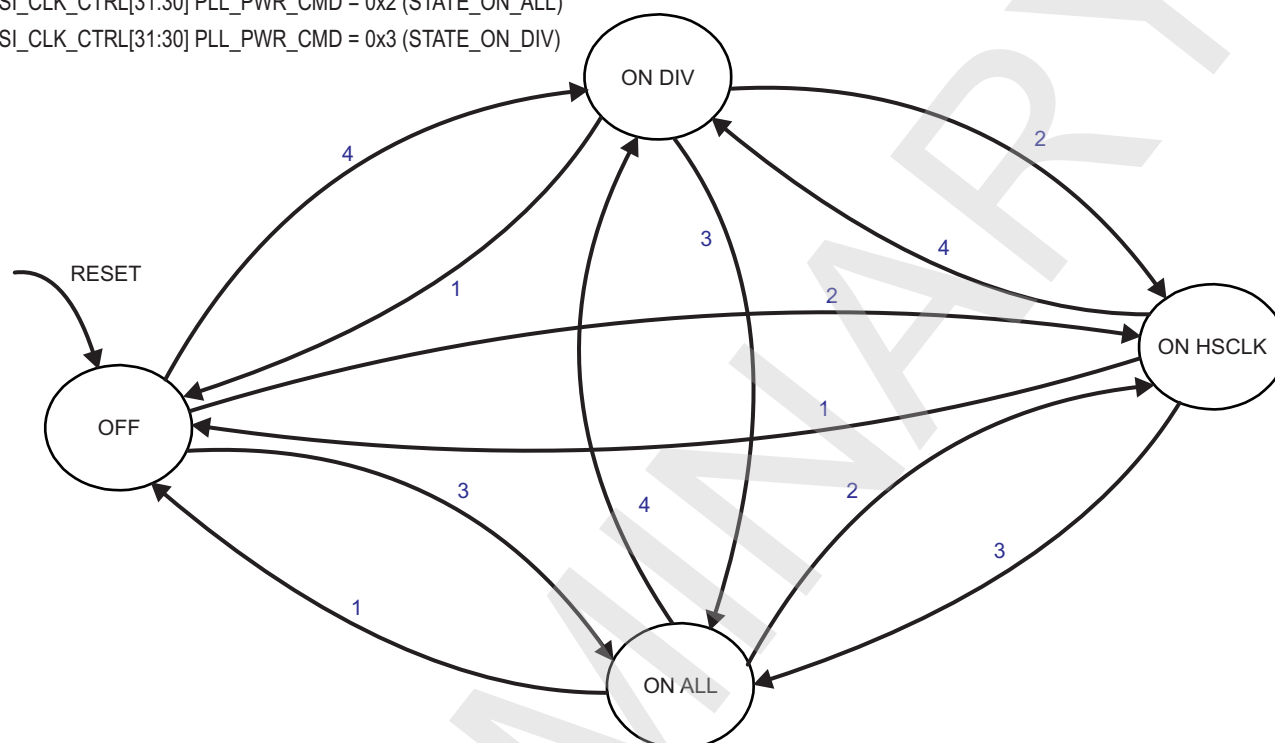 SI_CLK_CTRL[31:30] PLL_PWR_CMD = 0x2 (STATE_ON_ALL)
SI_CLK_CTRL[31:30] PLL_PWR_CMD = 0x3 (STATE_ON_DIV)
ON DIV
2
4
3
4
RESET
1
2
ON HSCLK
1
OFF
3
2
4
3
1
ON ALL
MINARY